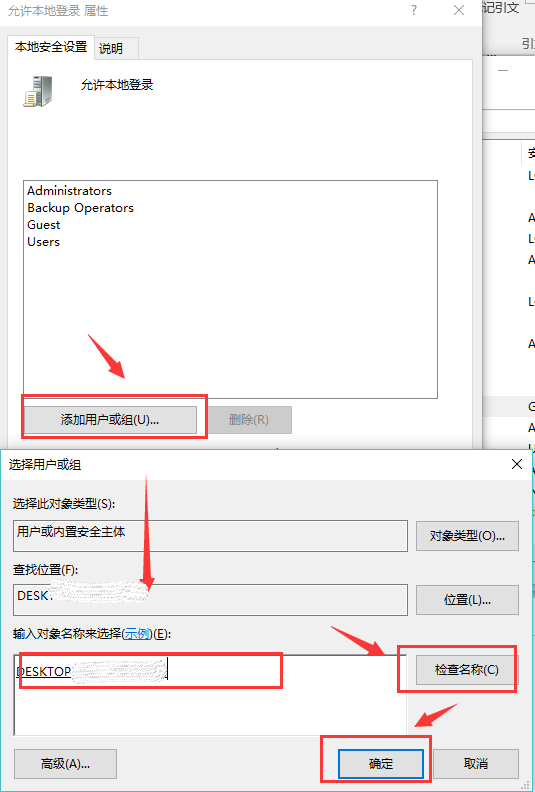 允许本地登录 属性
?
记引文
本地安全设置
说明
允许本地登录
Administrators
Backup Operators
Guest
Users
添加用户或组(U)...
删除(R)
选择用户或组
选择此对象类型(S):
用户或内置安全主体
对象类型(O)...
查找位置(F):
DESK
位置(L)...
输入对象名称来选择(示例)(E):
DESKTOP
检查名称(C)
高级(A)...
确定
取消